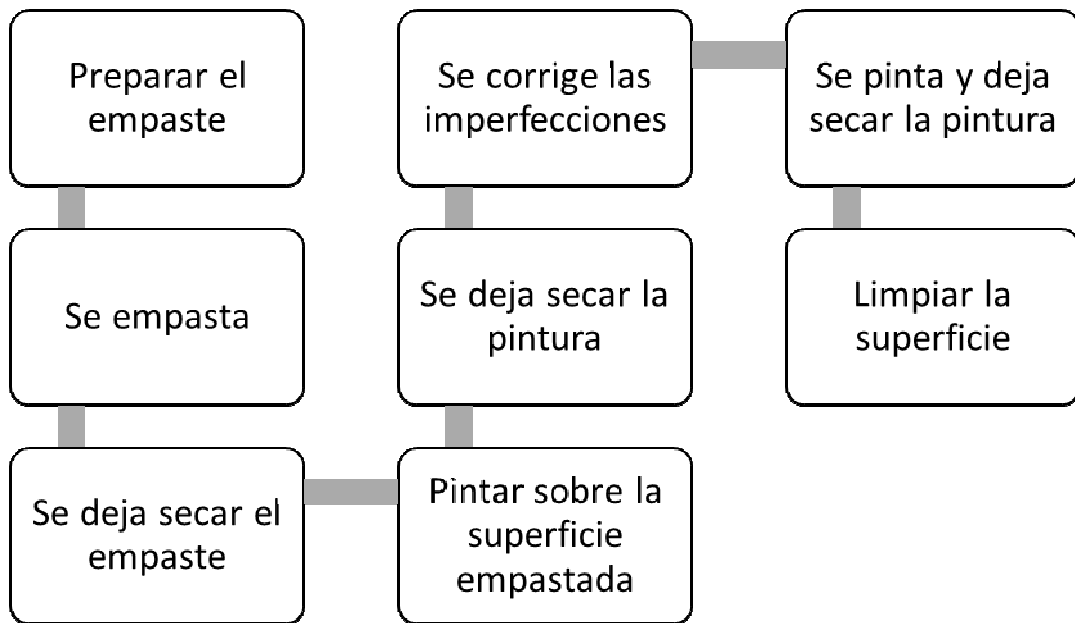 Preparar el
empaste
Se empasta
Se deja secar el
empaste
Pintar sobre la
superficie
empastada
Se deja secar la
pintura
Se corrige las
imperfecciones
Se pinta y deja
secar la pintura
Limpiar la
superficie